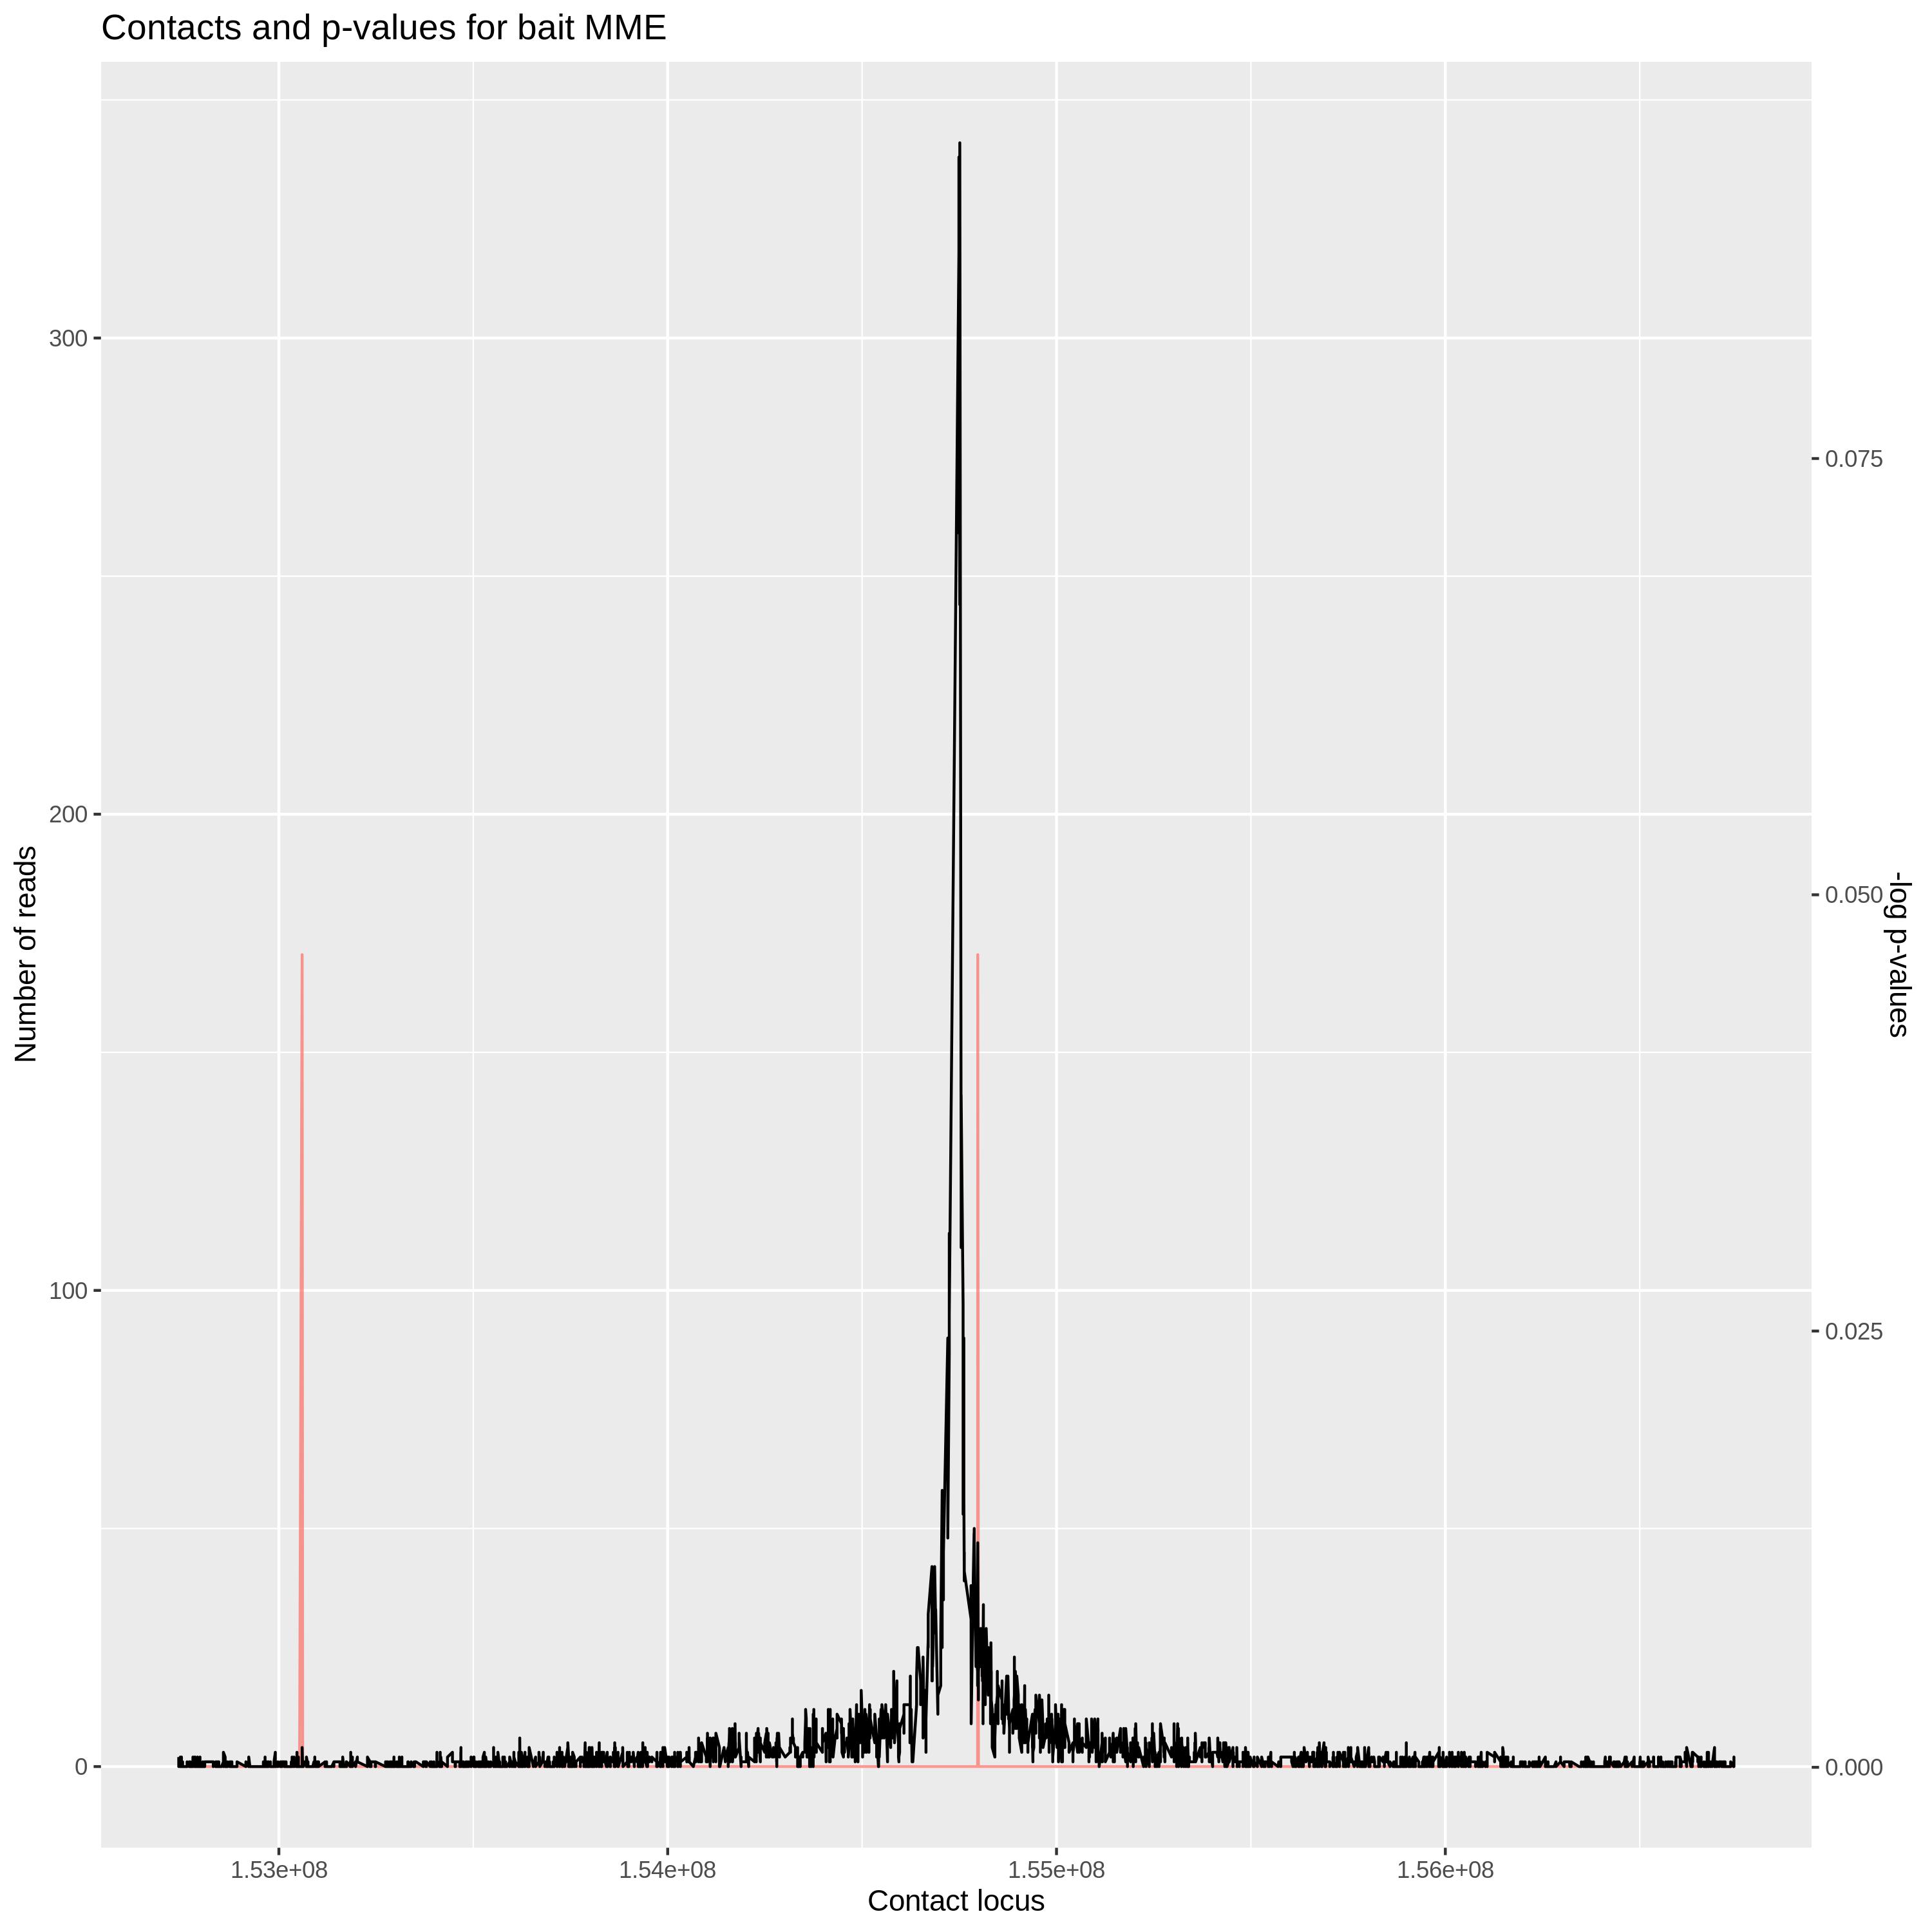 Contacts and p-values for bait MME
Number of reads
300
200
100
0
0.075
0.050
0.025
0.000
-log p-values
1.53e+08
1.54e+08
1.55e+08
1.56e+08
Contact locus